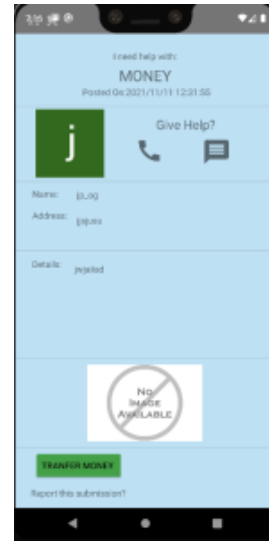 I need help with:
MONEY
Posted On:2021/11/11 12:31:55
j
Give Help?
Name:
Address:
Details:
No
Image
Available
TRANFER MONEY
Report this submission?